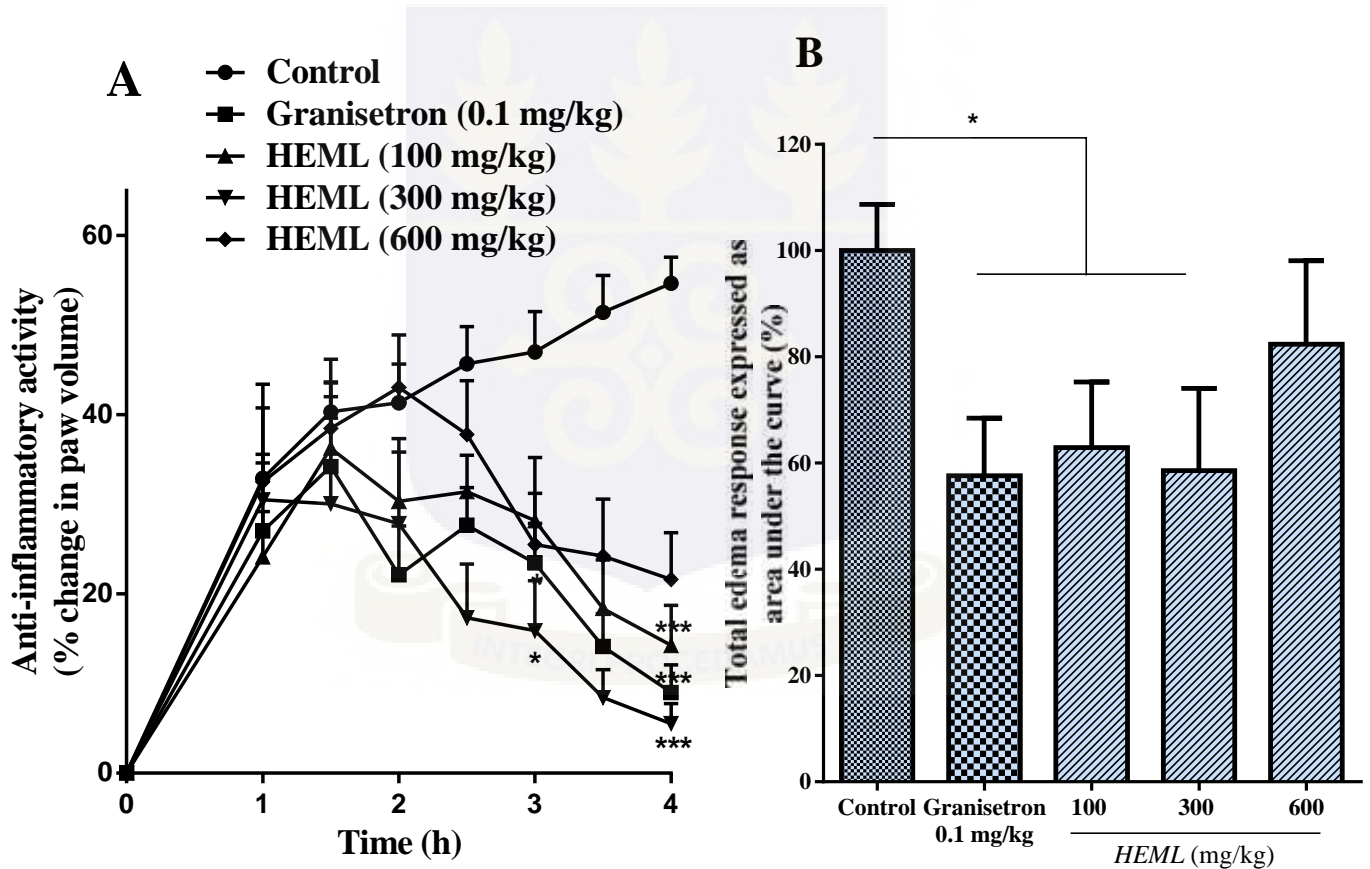 A
Control
Granisetron (0.1 mg/kg)
HEML (100 mg/kg)
HEML (300 mg/kg)
HEML (600 mg/kg)
Anti-inflammatory activity
(% change in paw volume)
60
40
20
0
*
*
***
***
***
0 1 2 3 4
Time (h)
B
*
Total edema response expressed as
area under the curve (%)
120
100
80
60
40
20
0
Control Granisetron 100 300 600
0.1 mg/kg
HEML (mg/kg)